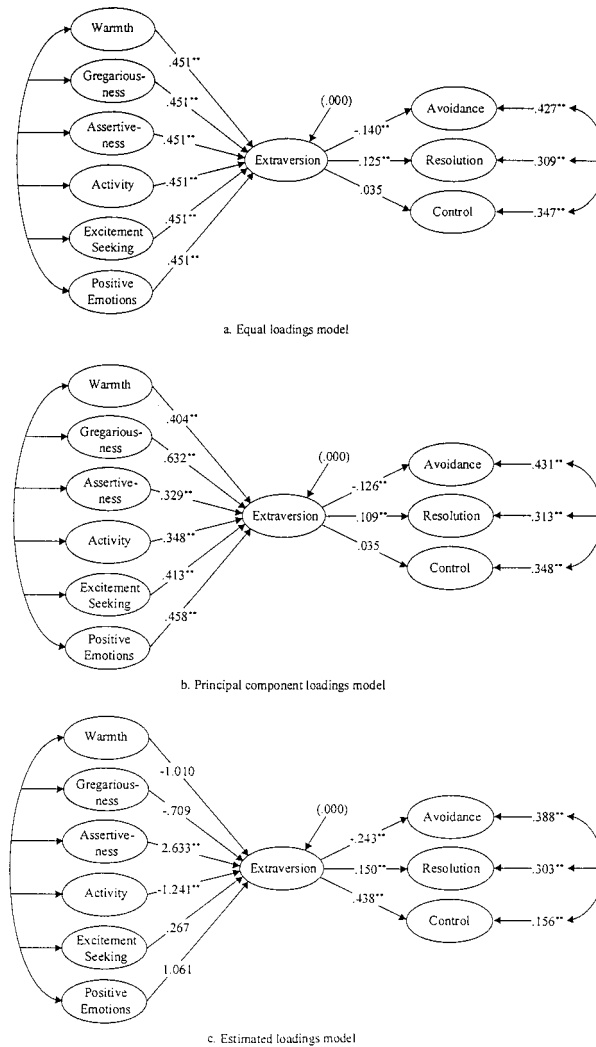 Warmth
.451**
Gregarious-
ness
.451**
(.000)
Avoidance
.427**
-.140**
Assertive-
ness
.451**
Extraversion
.125**
Resolution
.309**
Activity
.451**
.035
Control
.347**
Excitement
Seeking
.451**
Positive
Emotions
.451**
a. Equal loadings model
Warmth
.404**
Gregarious-
ness
.632**
(.000)
Avoidance
.431**
-.126**
Assertive-
ness
.329**
Extraversion
.109**
Resolution
.313**
Activity
.348**
.035
Control
.348**
Excitement
Seeking
.413**
Positive
Emotions
.458**
b. Principal component loadings model
Warmth
-1.010
Gregarious-
ness
-.709
(.000)
Avoidance
.388**
-.243**
Assertive-
ness
2.633**
Extraversion
.150**
Resolution
.303**
Activity
-1.241**
.438**
Control
.156**
Excitement
Seeking
.267
Positive
Emotions
1.061
c. Estimated loadings model